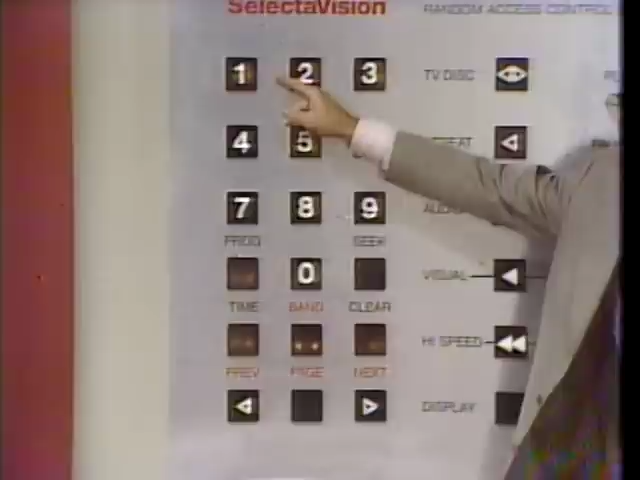 SelectaVision
RANDOM ACCESS CONTROL
1 2 3
TV DISC
4 5
7 8 9
PROG SEEK
0
VISUAL
TIME BAND CLEAR
HI SPEED
PREV PAGE NEXT
DISPLAY